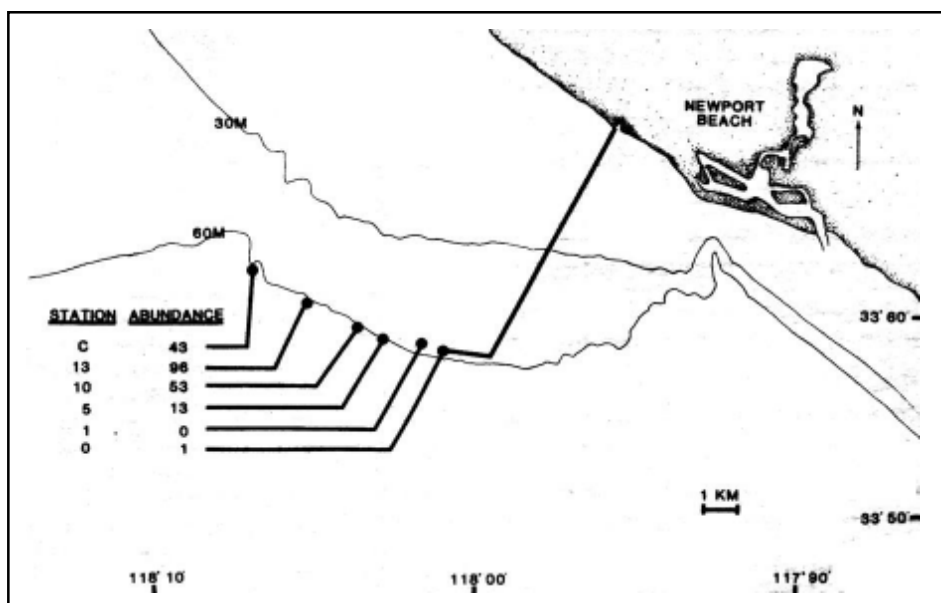 NEWPORT
BEACH
N
30M
60M
STATION ABUNDANCE
C 43
13 96
10 53
5 13
1 0
0 1
33° 60
33° 50
1 KM
118° 10
118° 00
117° 90